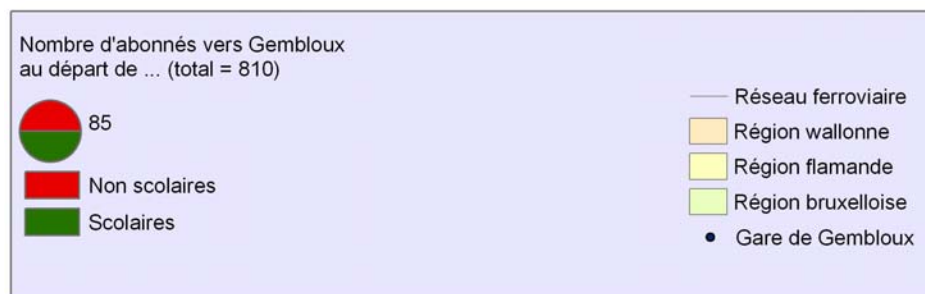 Nombre d'abonnés vers Gembloux
au départ de ... (total = 810)
85
Non scolaires
Scolaires
Réseau ferroviaire
Région wallonne
Région flamande
Région bruxelloise
Gare de Gembloux